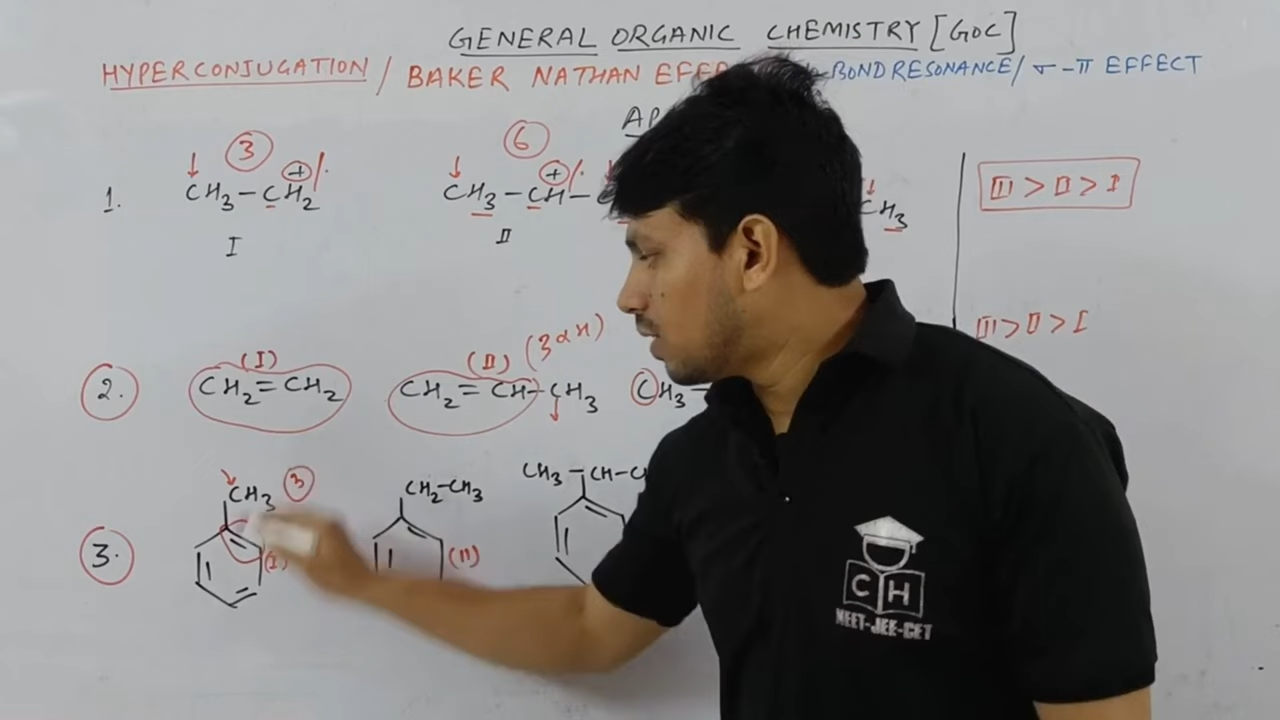 GENERAL ORGANIC CHEMISTRY [GOC]
HYPERCONJUGATION / BAKER NATHAN EFFE -BOND RESONANCE / σ-π EFFECT
AP
3 6
1. CH3-CH2 + CH3-CH-C + CH3 III > II > I
I II
III > II > I
(I) (II) (3αH)
2. CH2=CH2 CH2=CH-CH3 CH3-
CH3 3 CH2-CH3 CH3-CH-C
3. (I) (II)
C H
NEET-JEE-CET